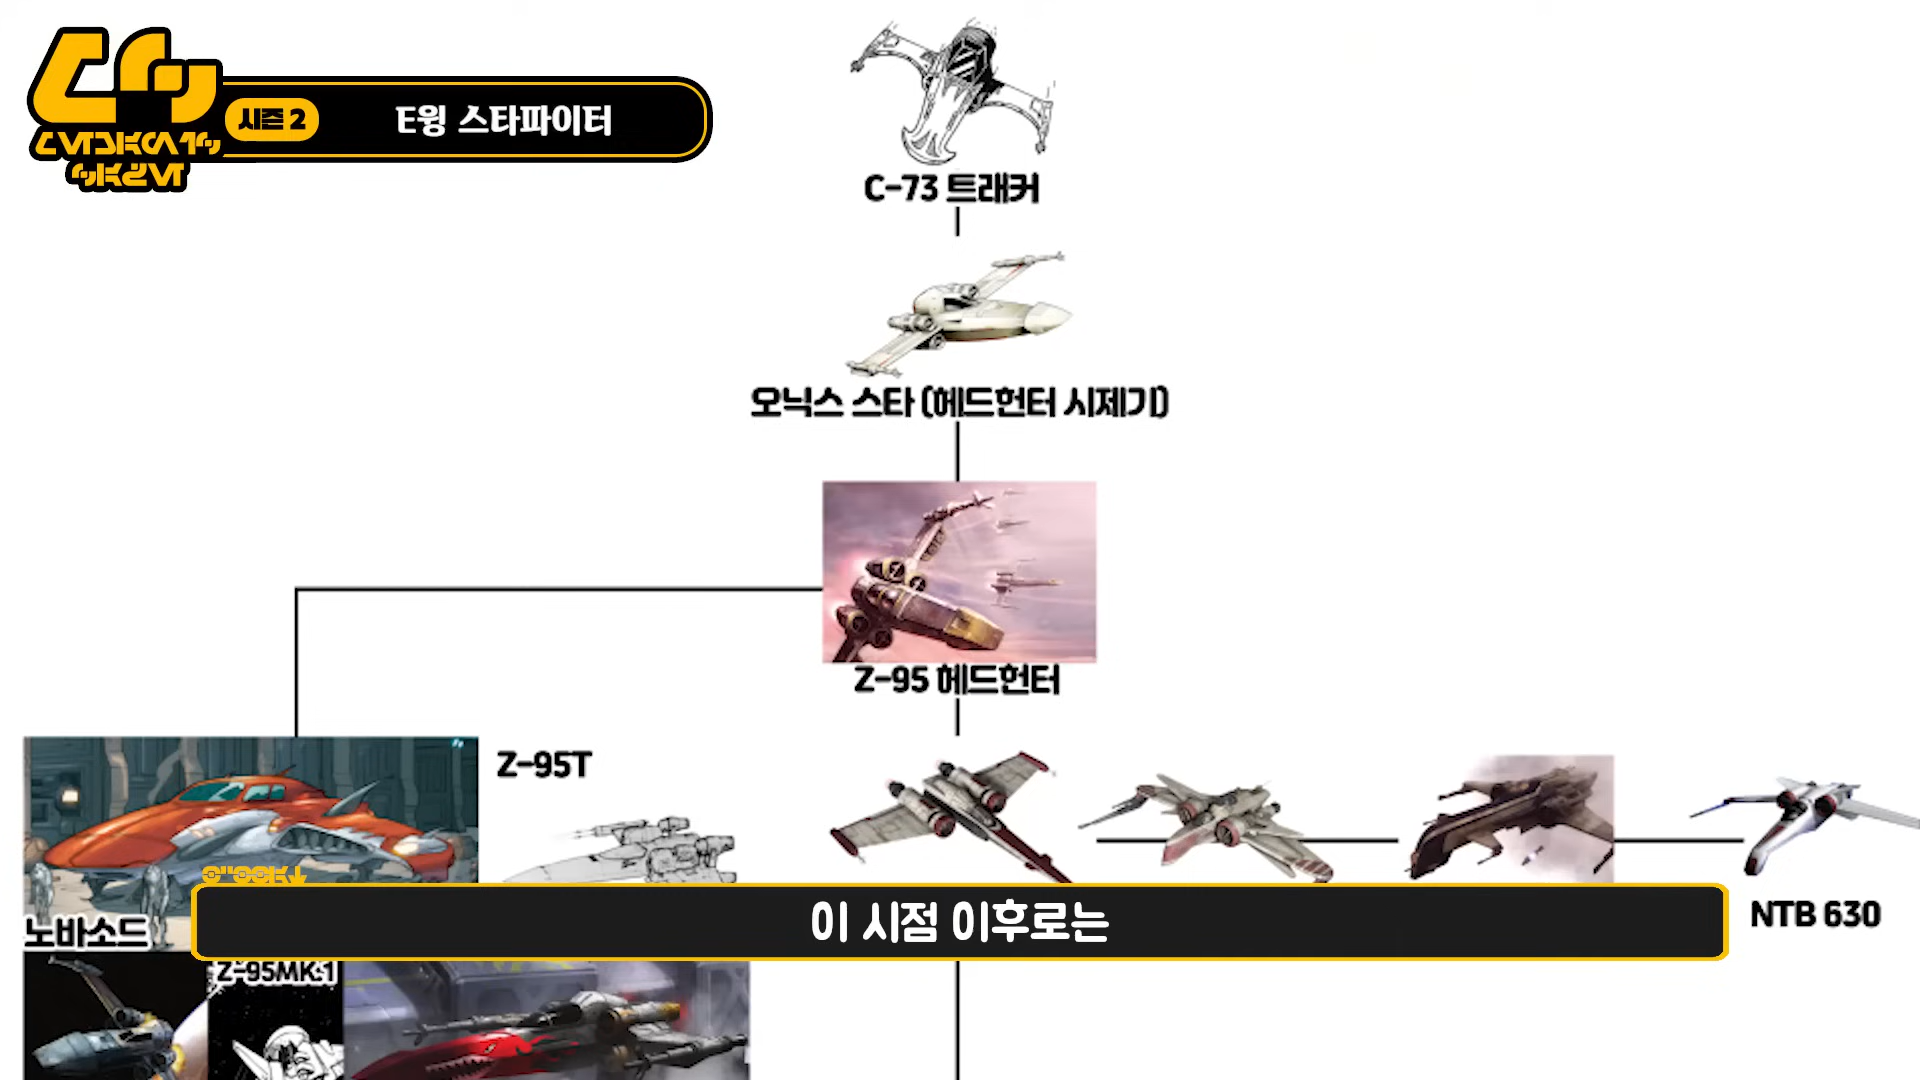 시즌 2
E윙 스타파이터
C-73 트래커
오닉스 스타 (헤드헌터 시제기)
Z-95 헤드헌터
Z-95T
노바소드
NTB 630
이 시점 이후로는
Z-95MK.1